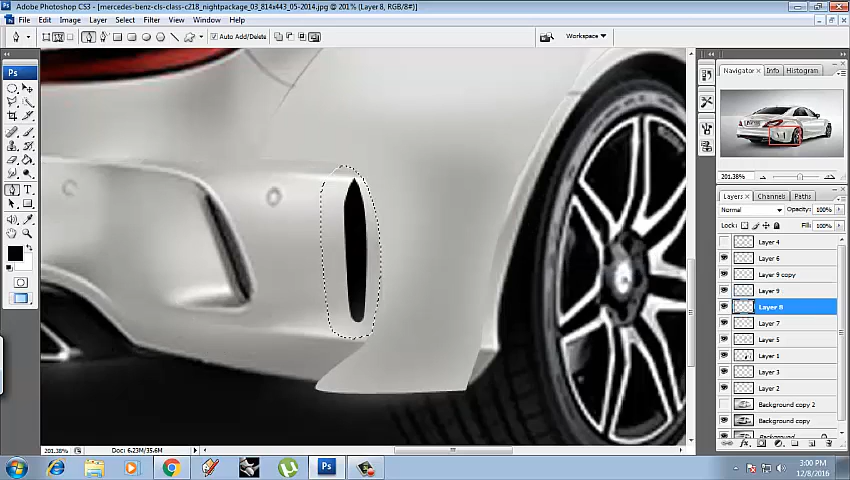 Adobe Photoshop CS3 - [mercedes-benz-cls-class-c218_nightpackage_03_814x443_05-2014.jpg @ 201% (Layer 8, RGB/8#)]
File Edit Image Layer Select Filter View Window Help
Auto Add/Delete
Workspace
Ps
Navigator Info Histogram
201.38%
Layers Channels Paths
Normal Opacity: 100%
Lock: Fill: 100%
Layer 4
Layer 6
Layer 9 copy
Layer 9
Layer 8
Layer 7
Layer 5
Layer 1
Layer 3
Layer 2
Background copy 2
Background copy
Background
201.38% Doc: 6.23M/35.6M
Ps
3:00 PM
12/8/2016